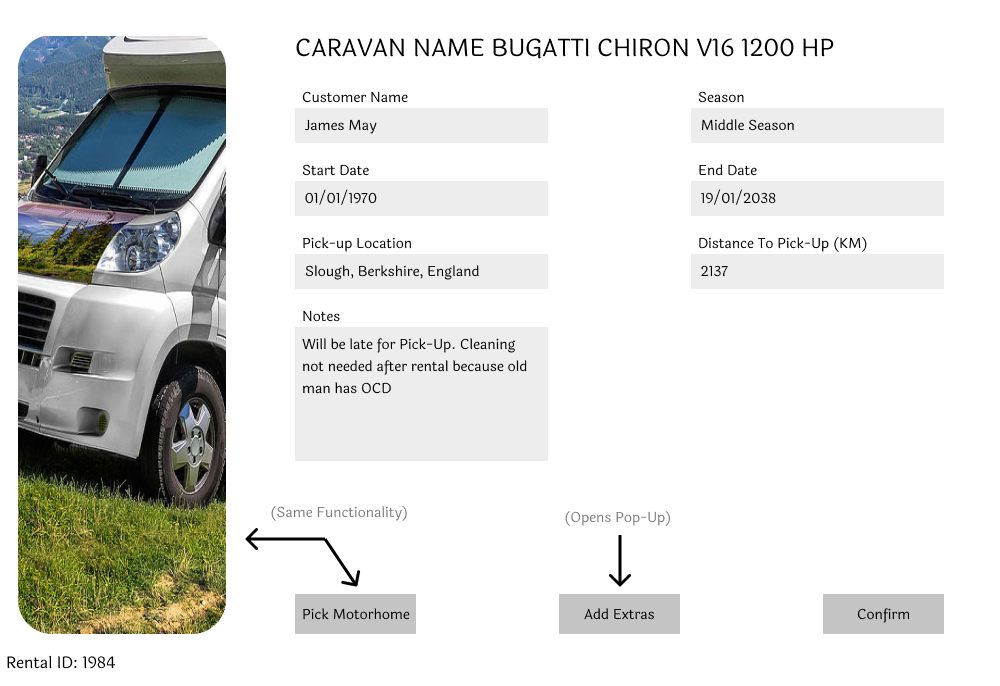 CARAVAN NAME BUGATTI CHIRON V16 1200 HP
Customer Name
Season
James May
Middle Season
Start Date
End Date
01/01/1970
19/01/2038
Pick-up Location
Distance To Pick-Up (KM)
Slough, Berkshire, England
2137
Notes
Will be late for Pick-Up. Cleaning
not needed after rental because old
man has OCD
(Same Functionality)
(Opens Pop-Up)
Pick Motorhome
Add Extras
Confirm
Rental ID: 1984